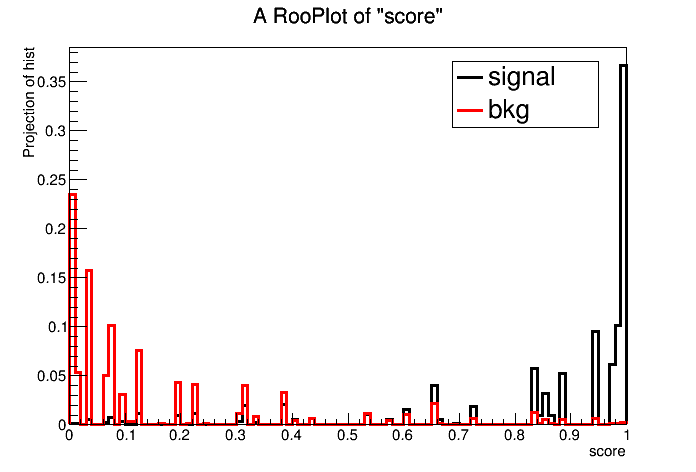 A RooPlot of "score"
Projection of hist
signal
bkg
0.35
0.3
0.25
0.2
0.15
0.1
0.05
0
0 0.1 0.2 0.3 0.4 0.5 0.6 0.7 0.8 0.9 1
score